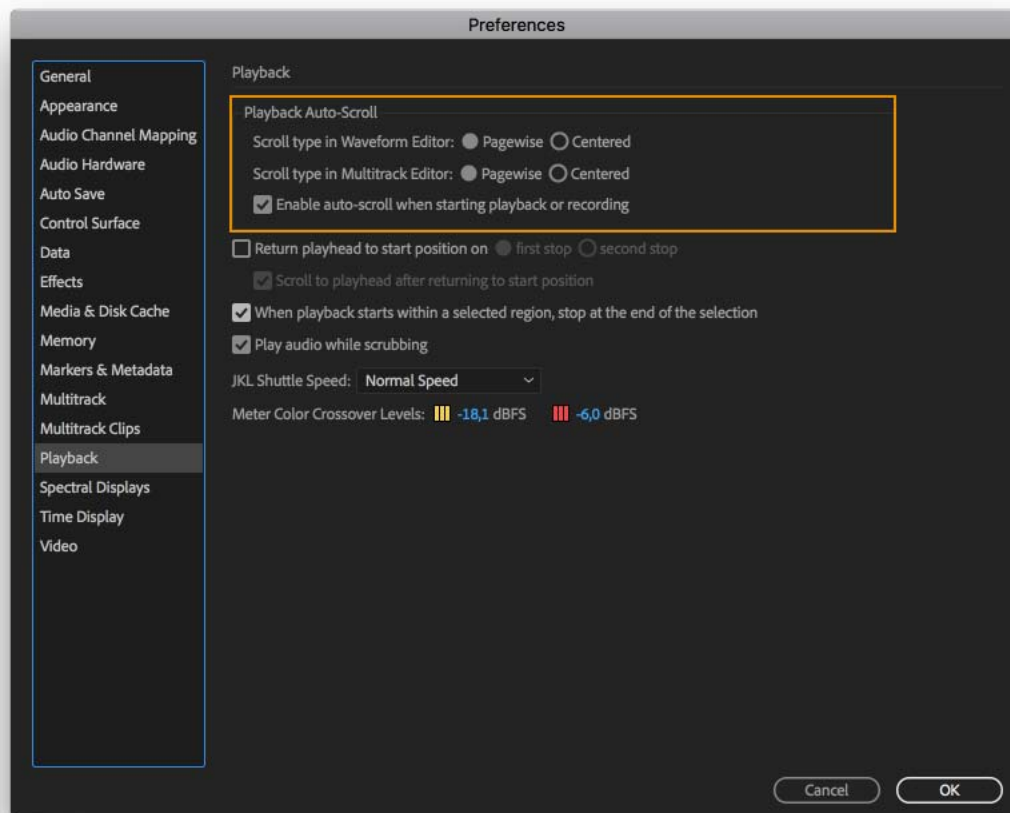 Preferences
General
Appearance
Audio Channel Mapping
Audio Hardware
Auto Save
Control Surface
Data
Effects
Media & Disk Cache
Memory
Markers & Metadata
Multitrack
Multitrack Clips
Playback
Spectral Displays
Time Display
Video
Playback
Playback Auto-Scroll
Scroll type in Waveform Editor: Pagewise Centered
Scroll type in Multitrack Editor: Pagewise Centered
Enable auto-scroll when starting playback or recording
Return playhead to start position on first stop second stop
Scroll to playhead after returning to start position
When playback starts within a selected region, stop at the end of the selection
Play audio while scrubbing
JKL Shuttle Speed: Normal Speed
Meter Color Crossover Levels: -18,1 dBFS -6,0 dBFS
Cancel OK